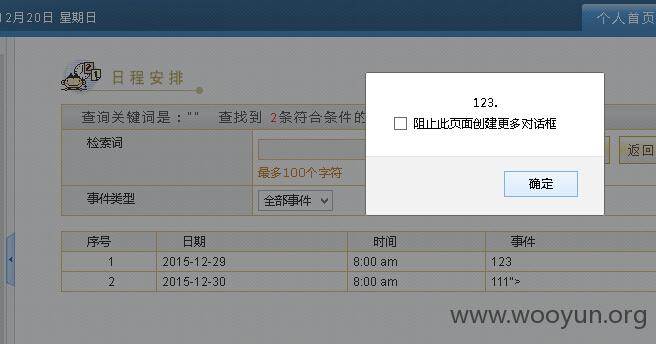 12月20日 星期日
个人首页
日程安排
查询关键词是："" 查找到 2条符合条件的
检索词
返回
最多100个字符
事件类型 全部事件
123.
阻止此页面创建更多对话框
确定
序号 日期 时间 事件
1 2015-12-29 8:00 am 123
2 2015-12-30 8:00 am 111">
www.wooyun.org